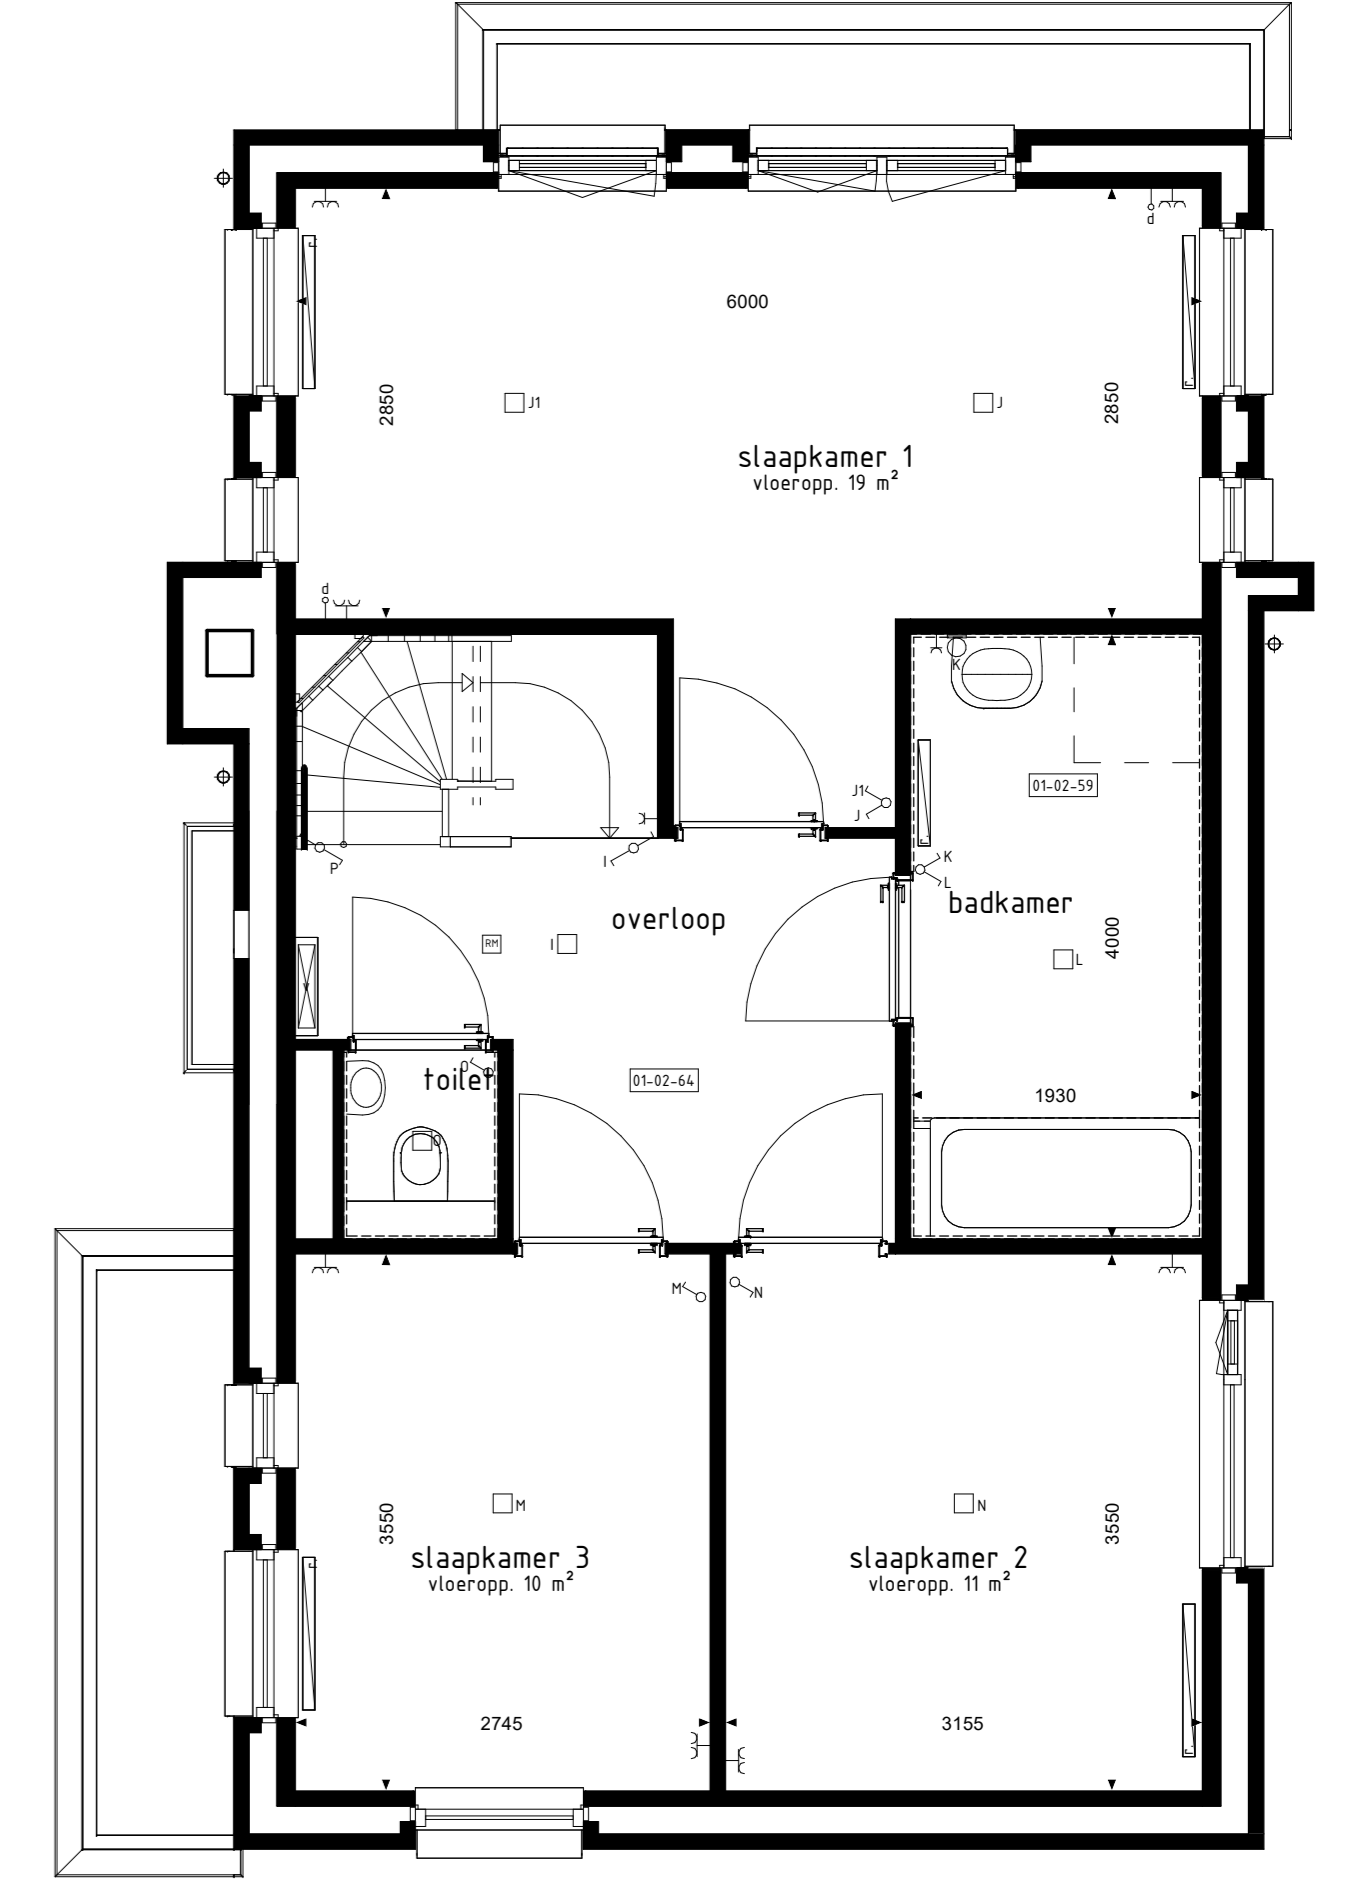 d
6000
2850
J1
J
2850
slaapkamer 1
vloeropp. 19 m²
d
K
01-02-59
J1
J
I
P
K
L
badkamer
overloop
RM
I
4000
L
O
toilet
01-02-64
1930
O
M
N
M
N
3550
3550
slaapkamer 3
vloeropp. 10 m²
slaapkamer 2
vloeropp. 11 m²
2745
3155